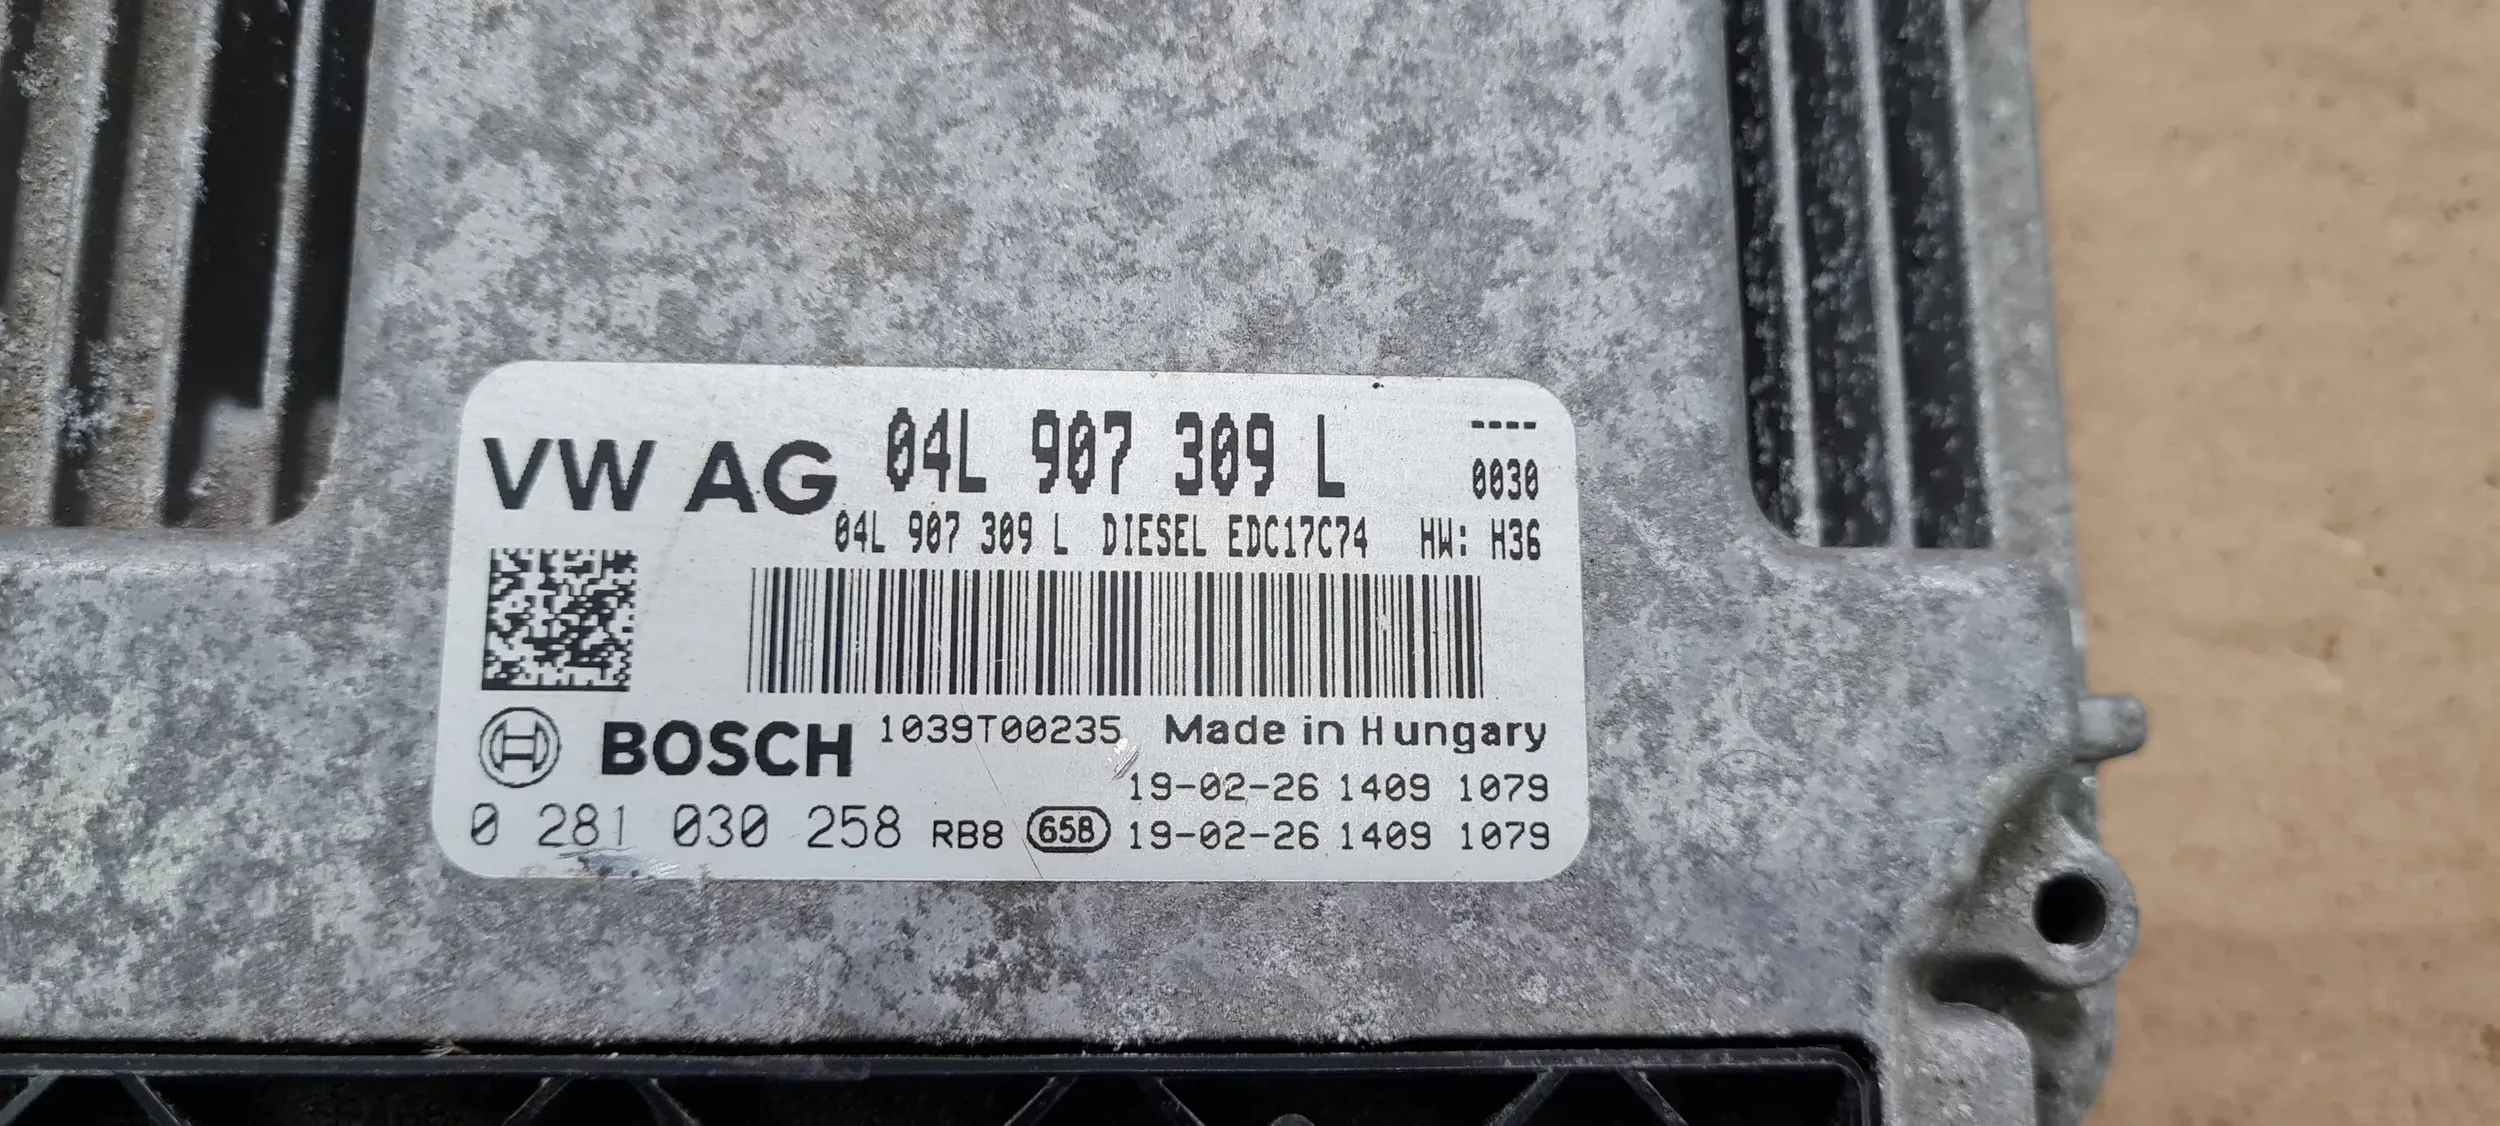 VW AG 04L 907 309 L ----
0030
04L 907 309 L DIESEL EDC17C74 HW: H36
BOSCH 1039T00235 Made in Hungary
19-02-26 1409 1079
0 281 030 258 RB8 658 19-02-26 1409 1079